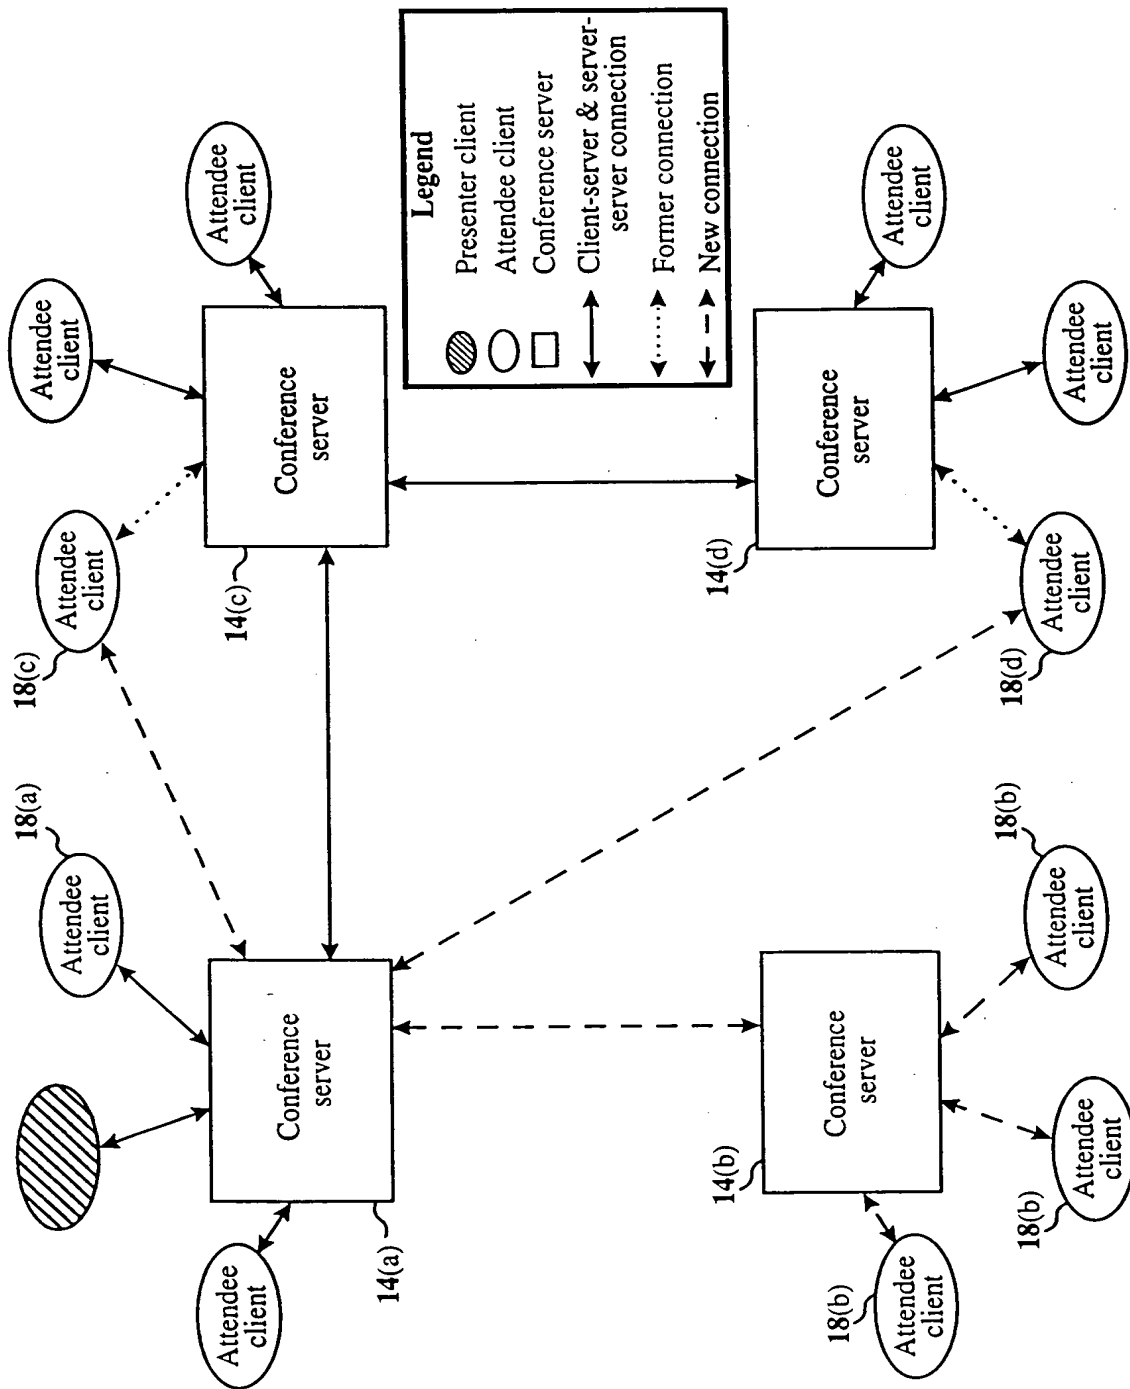 Attendee
client
Conference
server
14(a)
Attendee
client
18(a)
18(b)
Attendee
client
14(b)
Conference
server
18(b)
Attendee
client
Attendee
client
18(b)
18(c)
Attendee
client
14(c)
Conference
server
Attendee
client
Attendee
client
14(d)
Conference
server
18(d)
Attendee
client
Attendee
client
Attendee
client
Legend
Presenter client
Attendee client
Conference server
Client-server & server-
server connection
Former connection
New connection